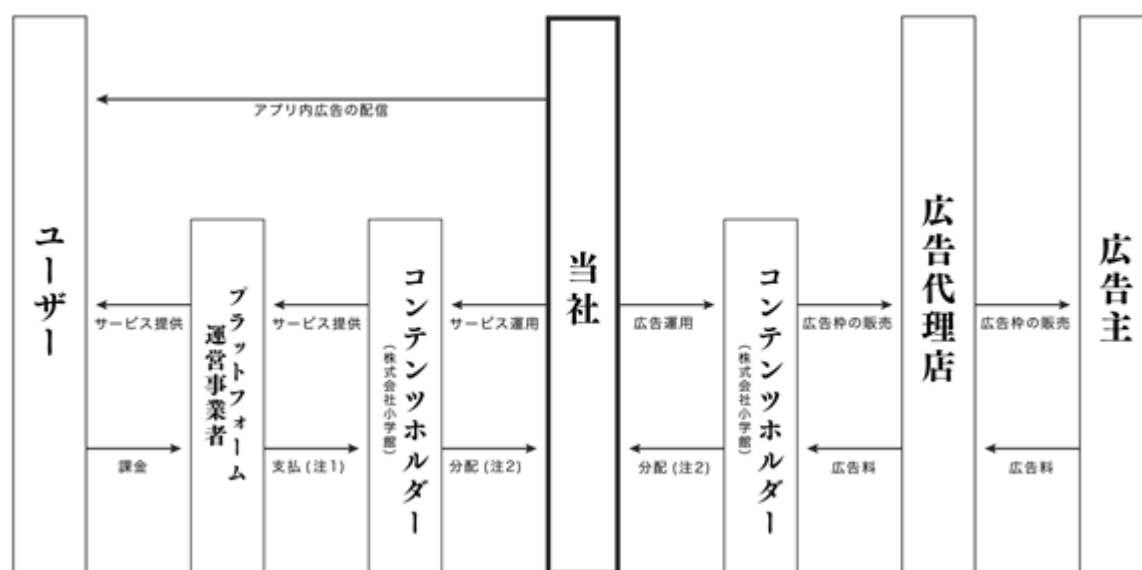 アプリ内広告の配信
ユーザー
サービス提供
課金
プラットフォーム
運営事業者
サービス提供
支払(注1)
コンテンツホルダー
(株式会社小学館)
サービス運用
分配(注2)
当社
広告運用
分配(注2)
コンテンツホルダー
(株式会社小学館)
広告枠の販売
広告料
広告代理店
広告枠の販売
広告料
広告主